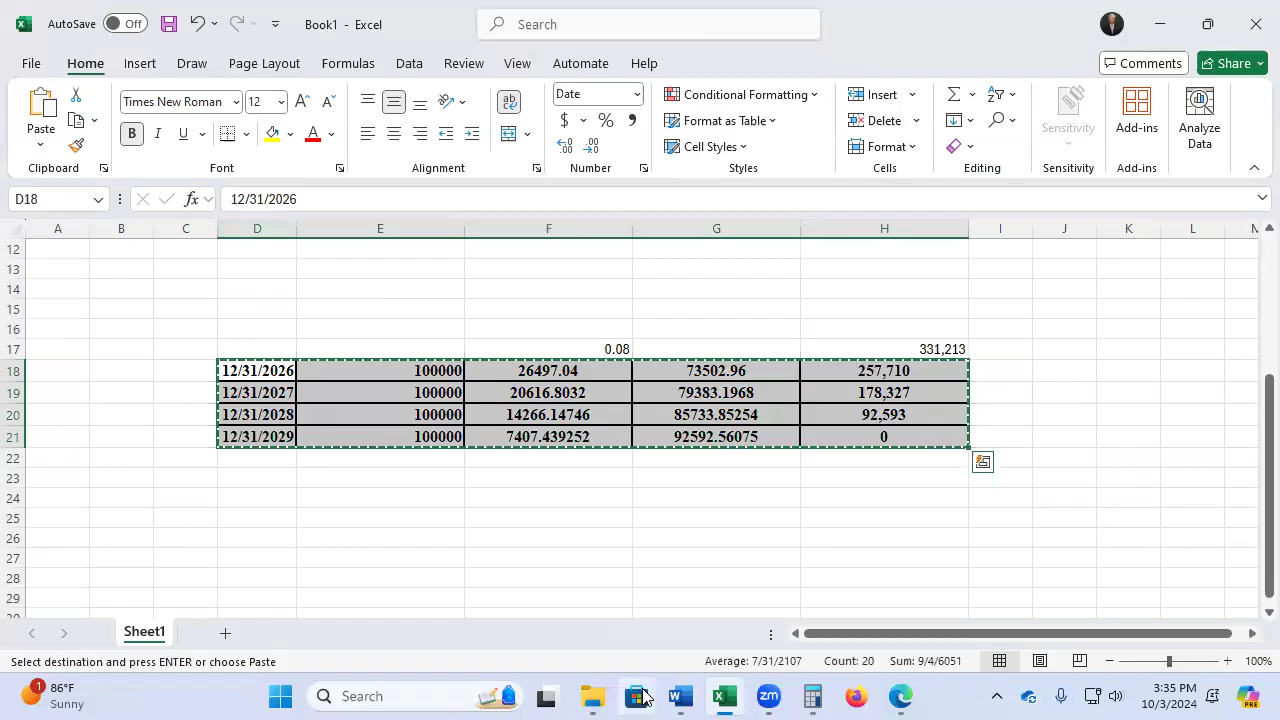 AutoSave Off Book1 - Excel Search
File Home Insert Draw Page Layout Formulas Data Review View Automate Help Comments Share
Paste
Clipboard
Times New Roman 12
B I U A
Font
Alignment
Date
$ % ,
Number
Conditional Formatting
Format as Table
Cell Styles
Styles
Insert
Delete
Format
Cells
Editing
Sensitivity
Sensitivity
Add-ins
Add-ins
Analyze
Data
D18 fx 12/31/2026
A B C D E F G H I J K L M
12
13
14
15
16
17 0.08 331,213
18 12/31/2026 100000 26497.04 73502.96 257,710
19 12/31/2027 100000 20616.8032 79383.1968 178,327
20 12/31/2028 100000 14266.14746 85733.85254 92,593
21 12/31/2029 100000 7407.439252 92592.56075 0
22
23
24
25
26
27
28
29
Sheet1
Select destination and press ENTER or choose Paste Average: 7/31/2107 Count: 20 Sum: 9/4/6051 100%
1 86°F
Sunny
Search
zm
3:35 PM
10/3/2024
PRE